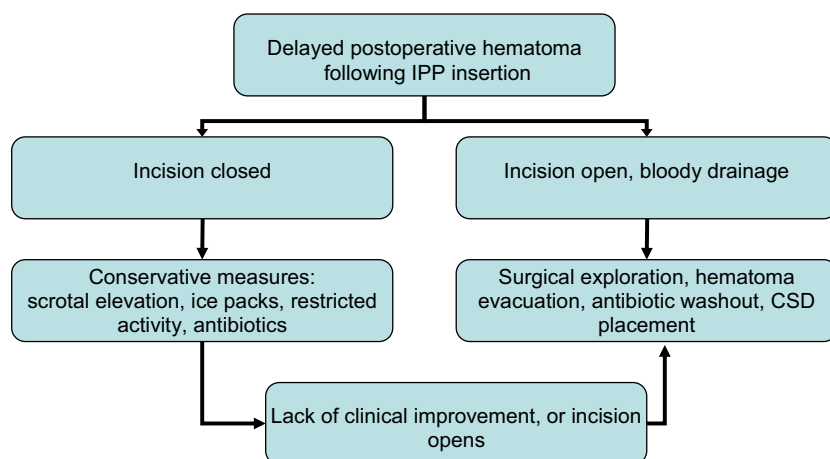 Delayed postoperative hematoma
following IPP insertion
Incision closed
Incision open, bloody drainage
Conservative measures:
scrotal elevation, ice packs, restricted
activity, antibiotics
Surgical exploration, hematoma
evacuation, antibiotic washout, CSD
placement
Lack of clinical improvement, or incision
opens